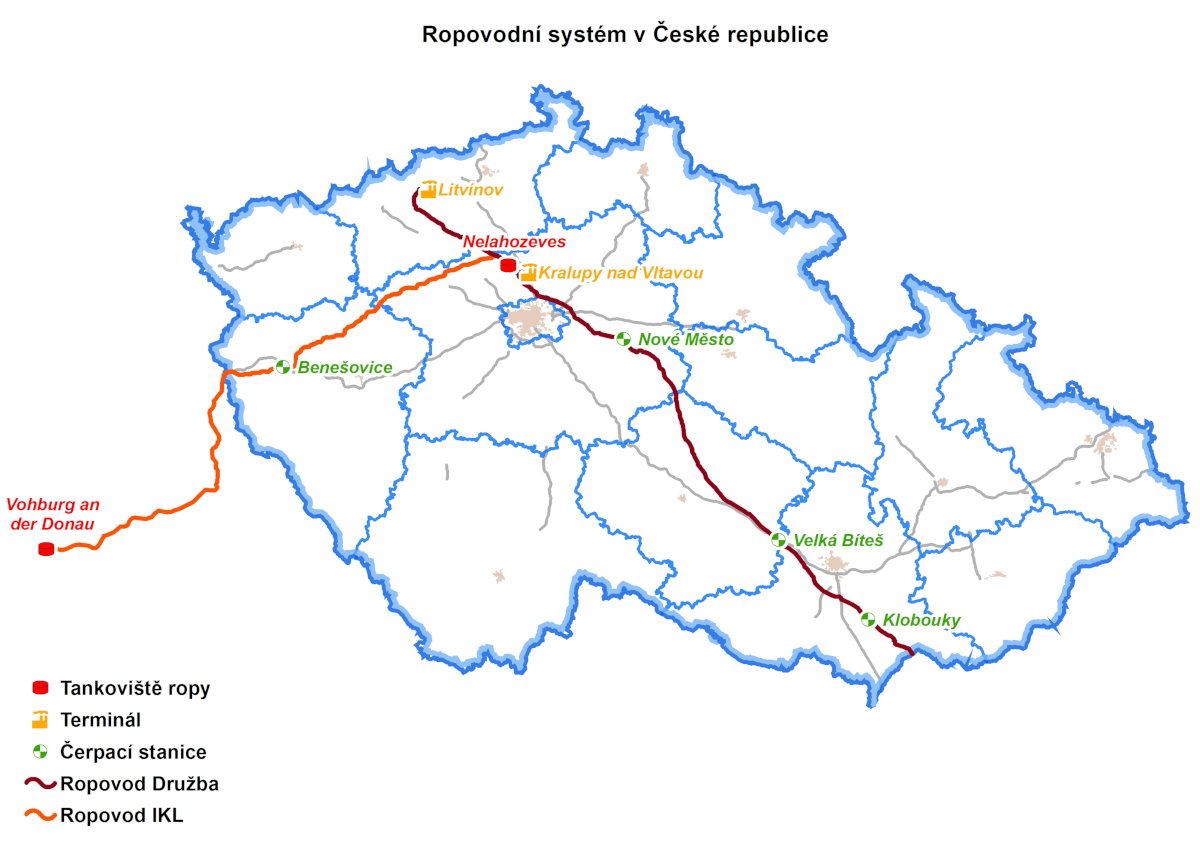 Ropovodní systém v České republice
Litvínov
Nelahozeves
Kralupy nad Vltavou
Nové Město
Benešovice
Vohburg an
der Donau
Velká Bíteš
Klobouky
Tankoviště ropy
Terminál
Čerpací stanice
Ropovod Družba
Ropovod IKL